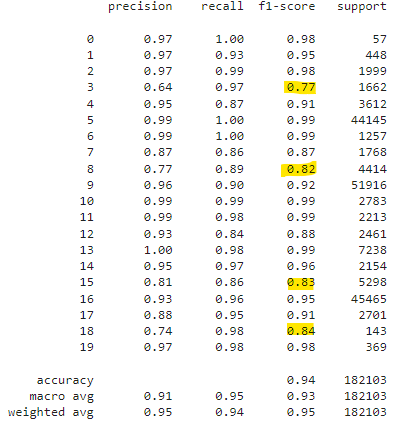 precision recall f1-score support
0 0.97 1.00 0.98 57
1 0.97 0.93 0.95 448
2 0.97 0.99 0.98 1999
3 0.64 0.97 0.77 1662
4 0.95 0.87 0.91 3612
5 0.99 1.00 0.99 44145
6 0.99 1.00 0.99 1257
7 0.87 0.86 0.87 1768
8 0.77 0.89 0.82 4414
9 0.96 0.90 0.92 51916
10 0.99 0.99 0.99 2783
11 0.99 0.98 0.99 2213
12 0.93 0.84 0.88 2461
13 1.00 0.98 0.99 7238
14 0.95 0.97 0.96 2154
15 0.81 0.86 0.83 5298
16 0.93 0.96 0.95 45465
17 0.88 0.95 0.91 2701
18 0.74 0.98 0.84 143
19 0.97 0.98 0.98 369
accuracy 0.94 182103
macro avg 0.91 0.95 0.93 182103
weighted avg 0.95 0.94 0.95 182103